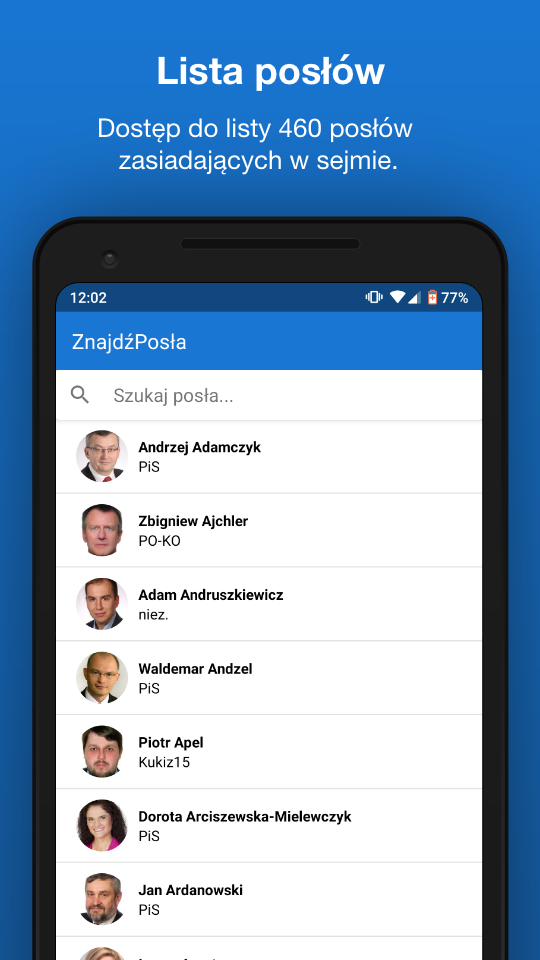 Lista posłów
Dostęp do listy 460 posłów
zasiadających w sejmie.
12:02
77%
ZnajdźPosła
Szukaj posła...
Andrzej Adamczyk
PiS
Zbigniew Ajchler
PO-KO
Adam Andruszkiewicz
niez.
Waldemar Andzel
PiS
Piotr Apel
Kukiz15
Dorota Arciszewska-Mielewczyk
PiS
Jan Ardanowski
PiS